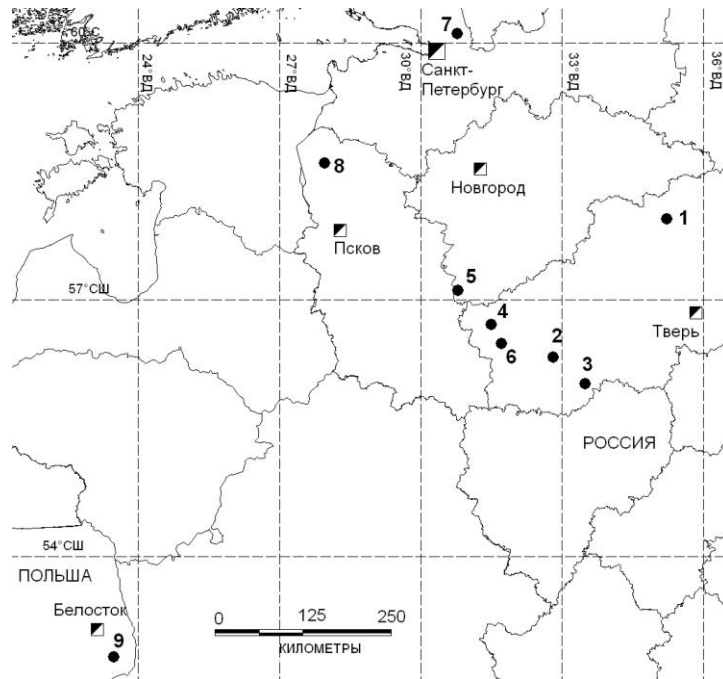 7
60°С
24°ВД
27°ВД
30°ВД
33°ВД
36°ВД
Санкт-
Петербург
8
Новгород
1
Псков
5
57°СШ
4
Тверь
6
2
3
РОССИЯ
54°СШ
ПОЛЬША
Белосток
9
0 125 250
КИЛОМЕТРЫ